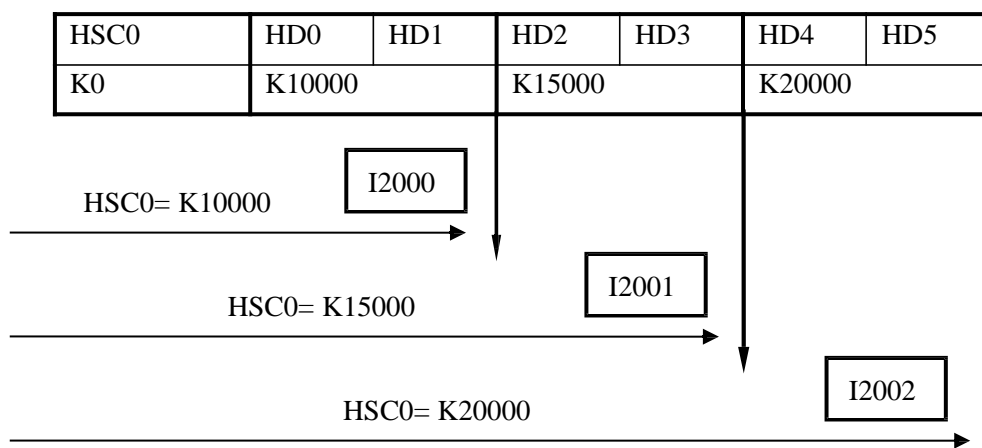 HSC0 HD0 HD1 HD2 HD3 HD4 HD5
K0 K10000 K15000 K20000
I2000
HSC0= K10000
I2001
HSC0= K15000
I2002
HSC0= K20000